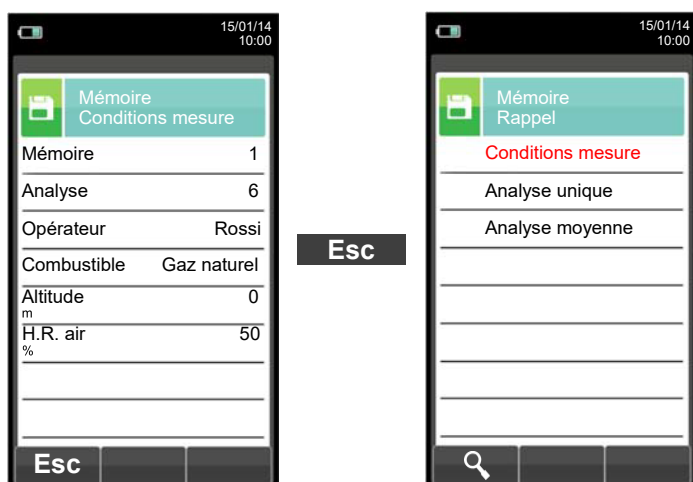 15/01/14
10:00
Mémoire
Conditions mesure
Mémoire 1
Analyse 6
Opérateur Rossi
Combustible Gaz naturel
Altitude 0
m
H.R. air 50
%
Esc
Esc
15/01/14
10:00
Mémoire
Rappel
Conditions mesure
Analyse unique
Analyse moyenne